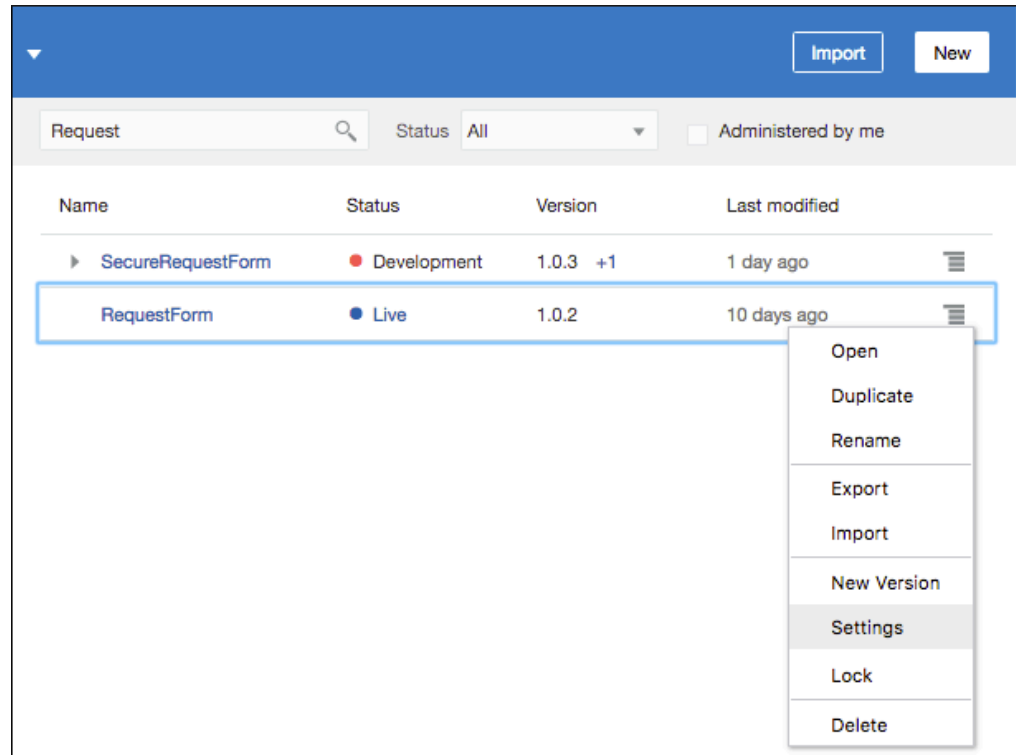 Import New
Request Status All Administered by me
Name Status Version Last modified
SecureRequestForm Development 1.0.3 +1 1 day ago
RequestForm Live 1.0.2 10 days ago
Open
Duplicate
Rename
Export
Import
New Version
Settings
Lock
Delete